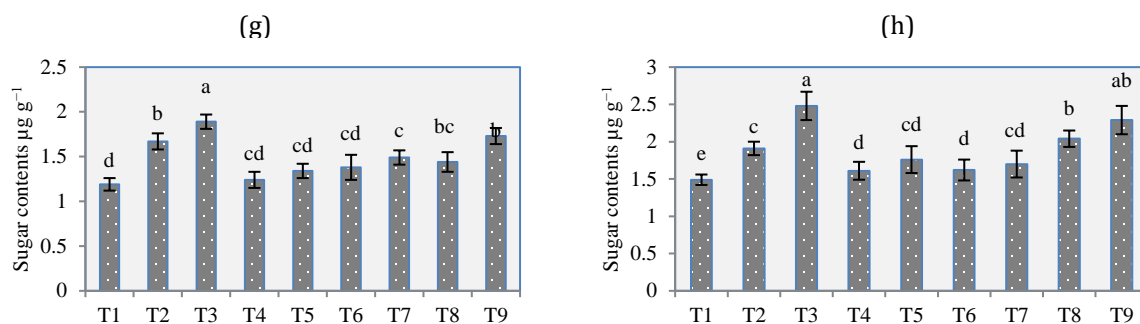 (g)
Sugar contents µg g⁻¹
2.5
2
1.5
1
0.5
0
d
b
a
cd
cd
cd
c
bc
b
T1 T2 T3 T4 T5 T6 T7 T8 T9
(h)
Sugar contents µg g⁻¹
3
2.5
2
1.5
1
0.5
0
e
c
a
d
cd
d
cd
b
ab
T1 T2 T3 T4 T5 T6 T7 T8 T9